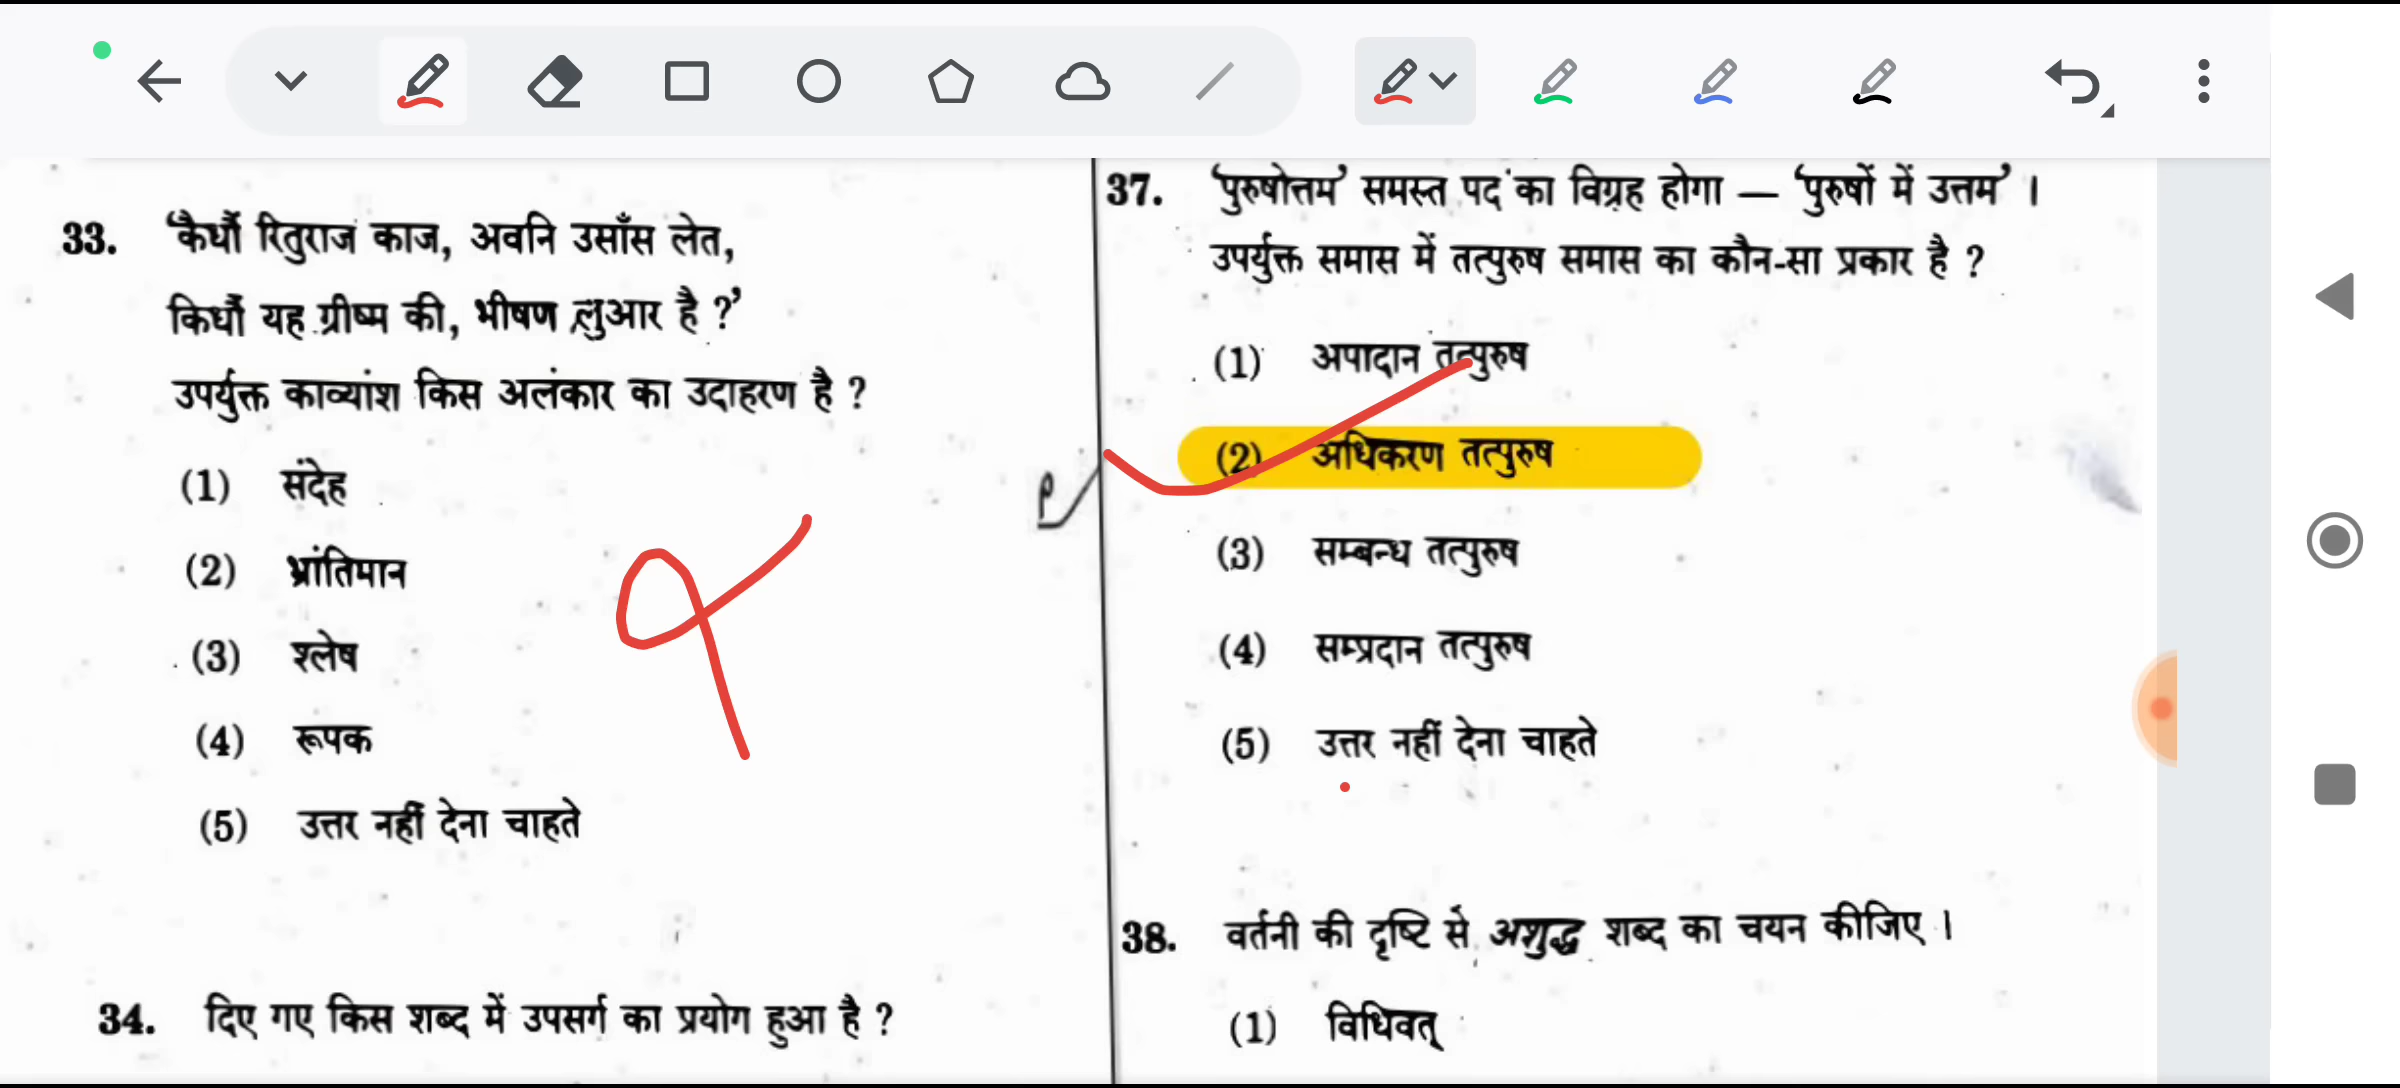 33. 'कैधौं रितुराज काज, अवनि उसाँस लेत,
किधौं यह ग्रीष्म की, भीषण लुआर है ?'
उपर्युक्त काव्यांश किस अलंकार का उदाहरण है ?
(1) संदेह
(2) भ्रांतिमान
(3) श्लेष
(4) रूपक
(5) उत्तर नहीं देना चाहते
34. दिए गए किस शब्द में उपसर्ग का प्रयोग हुआ है ?
37. 'पुरुषोत्तम' समस्त पद का विग्रह होगा — 'पुरुषों में उत्तम' ।
उपर्युक्त समास में तत्पुरुष समास का कौन-सा प्रकार है ?
(1) अपादान तत्पुरुष
(2) अधिकरण तत्पुरुष
(3) सम्बन्ध तत्पुरुष
(4) सम्प्रदान तत्पुरुष
(5) उत्तर नहीं देना चाहते
38. वर्तनी की दृष्टि से अशुद्ध शब्द का चयन कीजिए ।
(1) विधिवत्